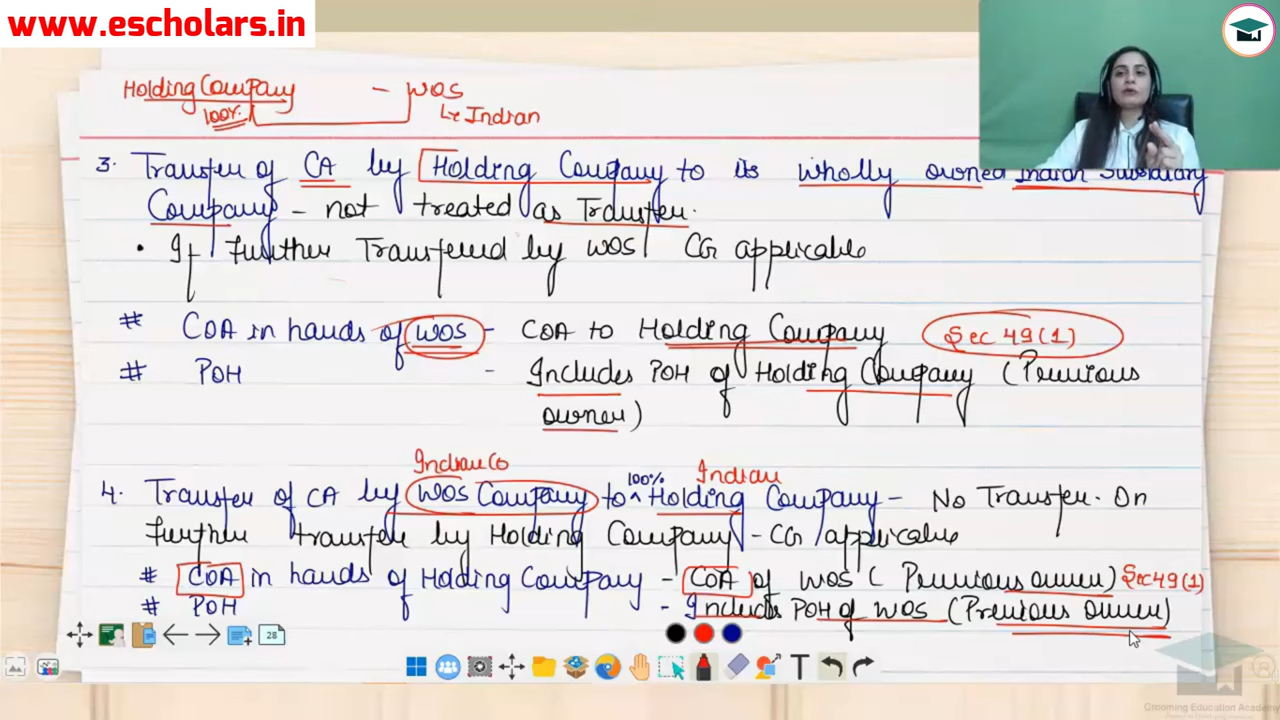 www.escholars.in
Holding Company - WOS
100%
↳ Indian
3. Transfer of CA by Holding Company to its wholly owned Indian Subsidiary
Company - not treated as Transfer.
• If further Transferred by WOS CG applicable
# COA in hands of WOS - COA to Holding Company Sec 49(1)
# POH - Includes POH of Holding Company (Previous
owner)
Indian Co
100% Indian
4. Transfer of CA by WOS Company to ^ Holding Company - No Transfer. On
further transfer by Holding Company - CG applicable
# COA in hands of Holding Company - COA of WOS (Previous owner) Sec 49(1)
# POH - Includes POH of WOS (Previous owner)
28
T
Grooming Education Academy